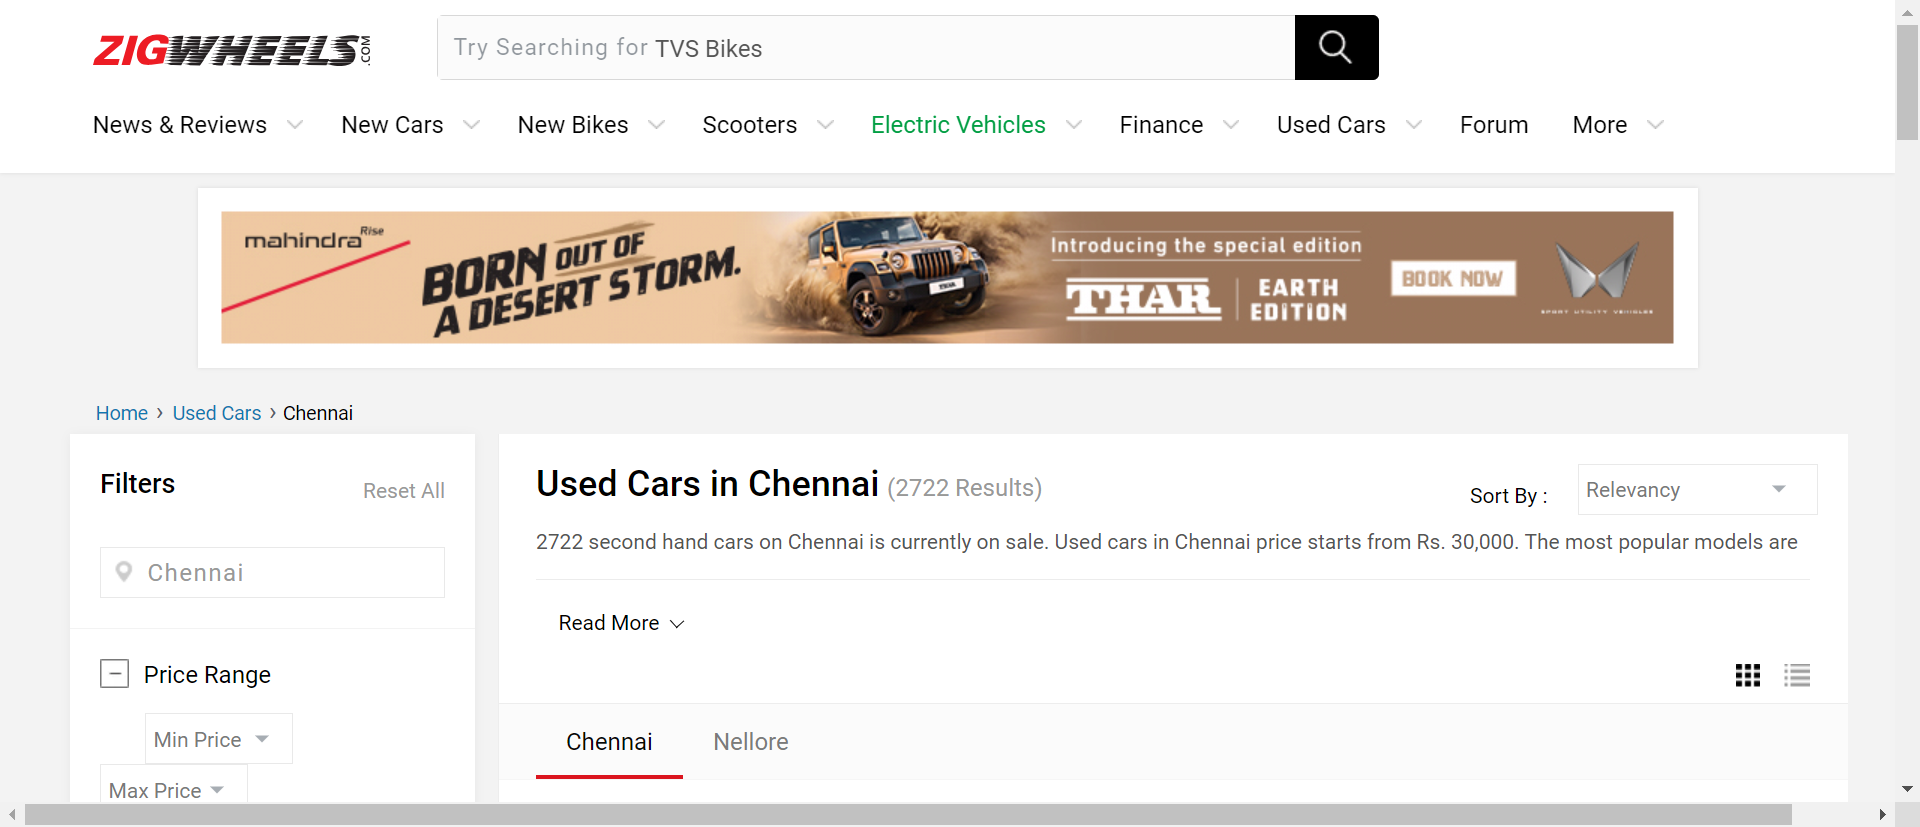 ZIGWHEELS.COM
Try Searching for TVS Bikes
News & Reviews New Cars New Bikes Scooters Electric Vehicles Finance Used Cars Forum More
mahindra Rise
BORN OUT OF
A DESERT STORM.
Introducing the special edition
THAR
EARTH
EDITION
BOOK NOW
SPORT UTILITY VEHICLES
THAR
Home › Used Cars › Chennai
Filters
Reset All
Chennai
Price Range
Min Price
Max Price
Used Cars in Chennai (2722 Results)
Sort By :
Relevancy
2722 second hand cars on Chennai is currently on sale. Used cars in Chennai price starts from Rs. 30,000. The most popular models are
Read More
Chennai Nellore